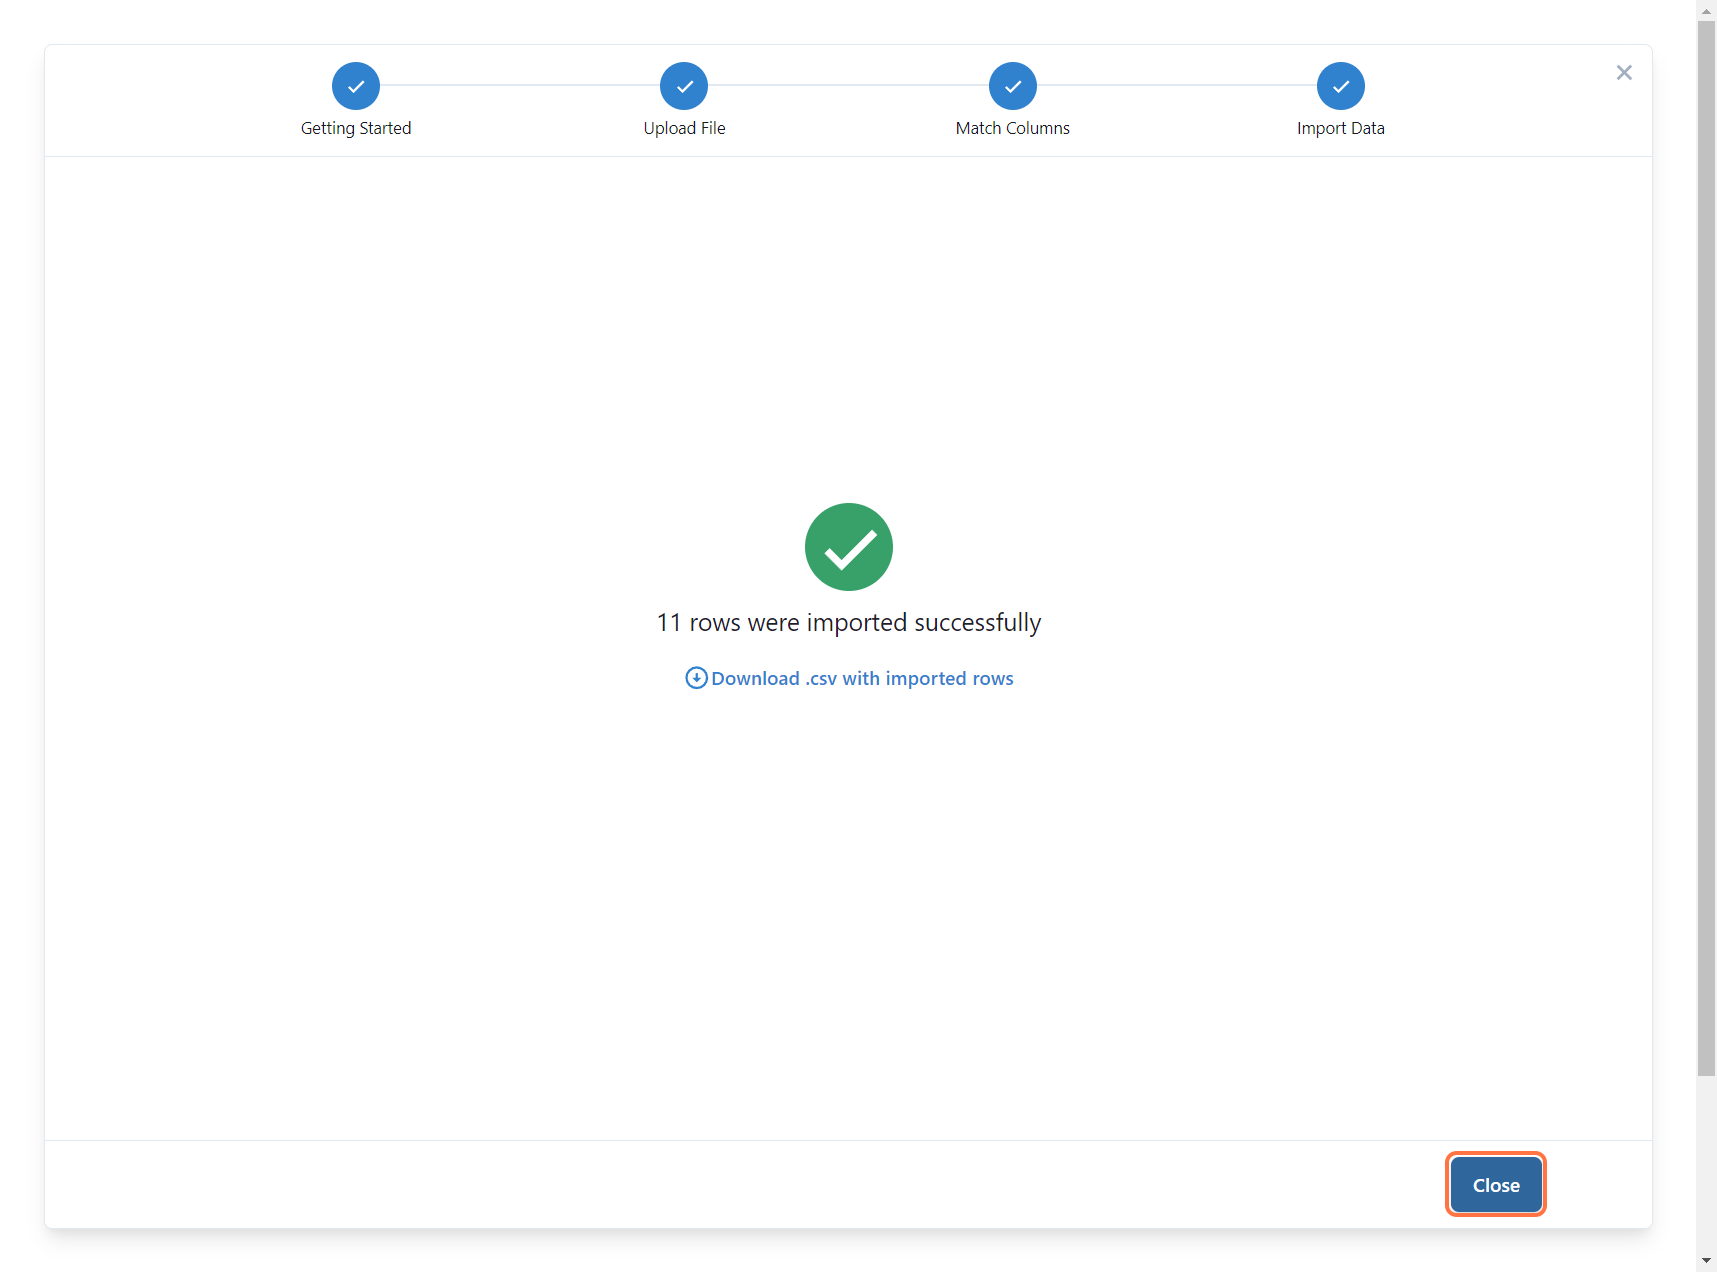 Getting Started
Upload File
Match Columns
Import Data
11 rows were imported successfully
Download .csv with imported rows
Close